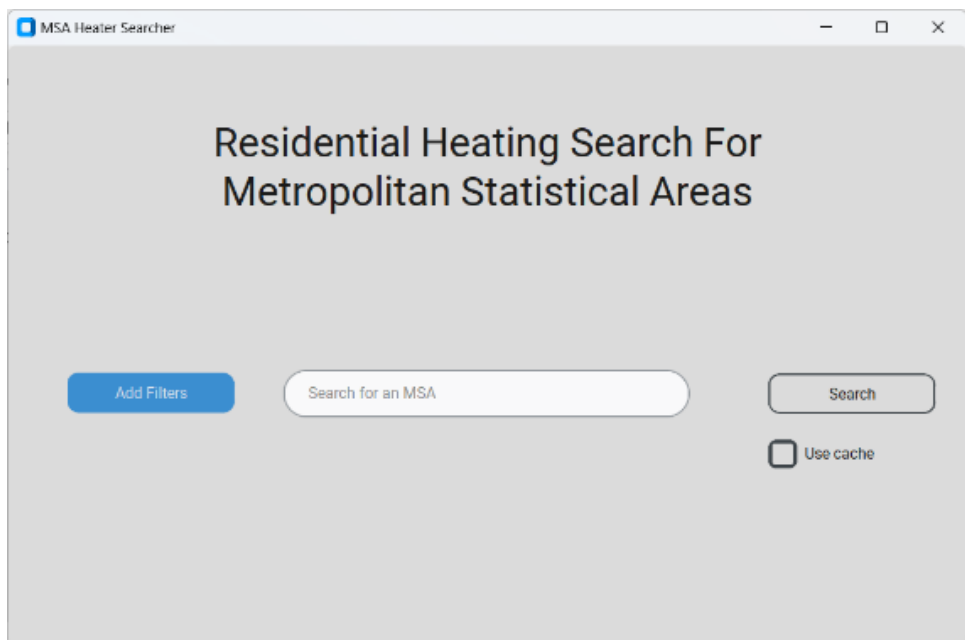 MSA Heater Searcher
Residential Heating Search For
Metropolitan Statistical Areas
Add Filters
Search for an MSA
Search
Use cache